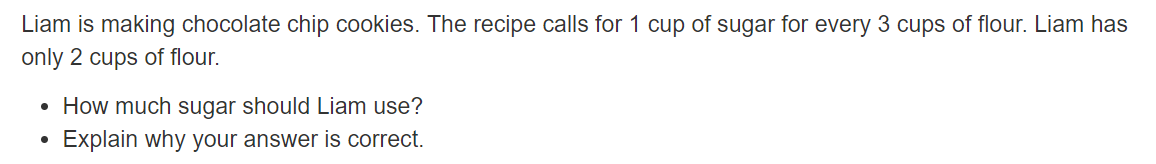 Liam is making chocolate chip cookies. The recipe calls for 1 cup of sugar for every 3 cups of flour. Liam has
only 2 cups of flour.
• How much sugar should Liam use?
• Explain why your answer is correct.